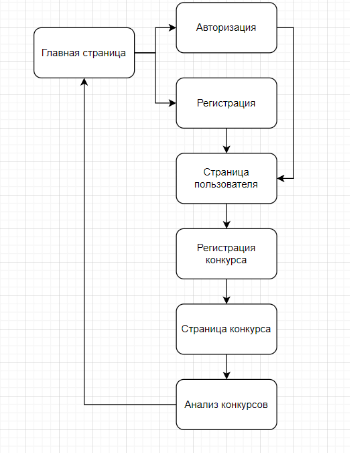 Авторизация
Главная страница
Регистрация
Страница
пользователя
Регистрация
конкурса
Страница конкурса
Анализ конкурсов